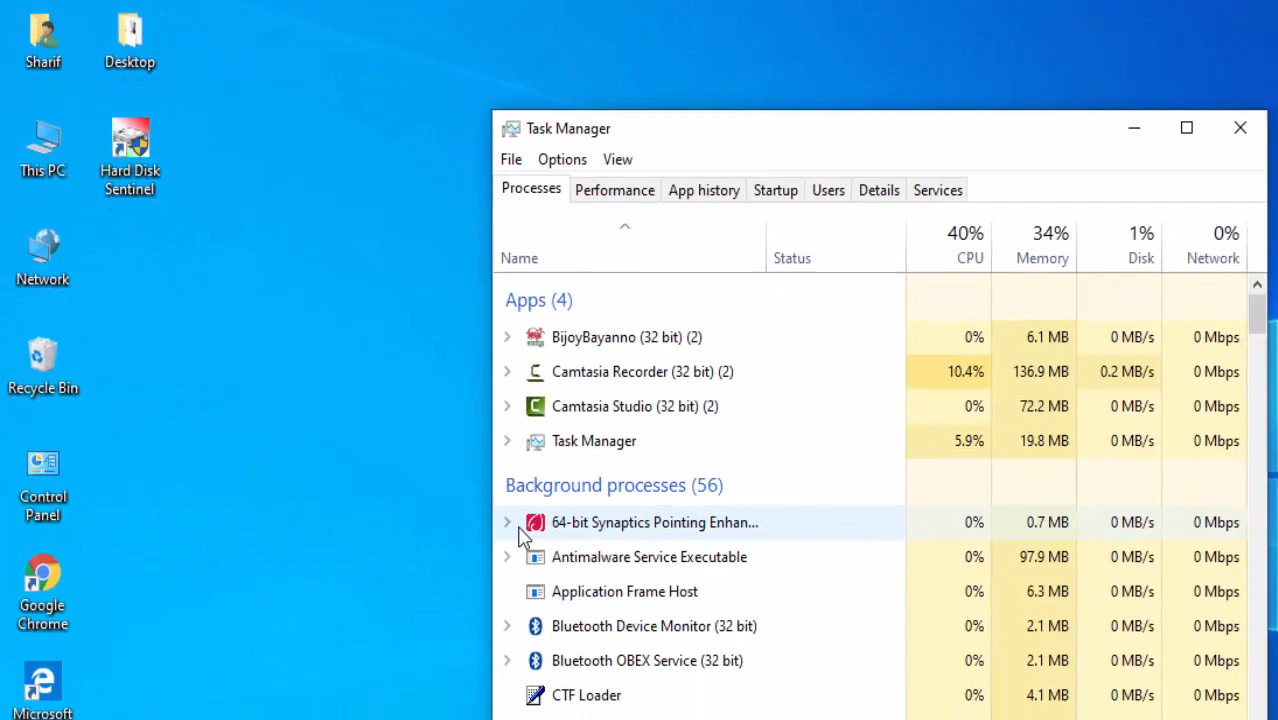 Sharif
Desktop
This PC
Hard Disk
Sentinel
Network
Recycle Bin
Control
Panel
Google
Chrome
Microsoft
Task Manager
File Options View
Processes Performance App history Startup Users Details Services
40% 34% 1% 0%
Name Status CPU Memory Disk Network
Apps (4)
BijoyBayanno (32 bit) (2) 0% 6.1 MB 0 MB/s 0 Mbps
Camtasia Recorder (32 bit) (2) 10.4% 136.9 MB 0.2 MB/s 0 Mbps
Camtasia Studio (32 bit) (2) 0% 72.2 MB 0 MB/s 0 Mbps
Task Manager 5.9% 19.8 MB 0 MB/s 0 Mbps
Background processes (56)
64-bit Synaptics Pointing Enhan... 0% 0.7 MB 0 MB/s 0 Mbps
Antimalware Service Executable 0% 97.9 MB 0 MB/s 0 Mbps
Application Frame Host 0% 6.3 MB 0 MB/s 0 Mbps
Bluetooth Device Monitor (32 bit) 0% 2.1 MB 0 MB/s 0 Mbps
Bluetooth OBEX Service (32 bit) 0% 2.1 MB 0 MB/s 0 Mbps
CTF Loader 0% 4.1 MB 0 MB/s 0 Mbps